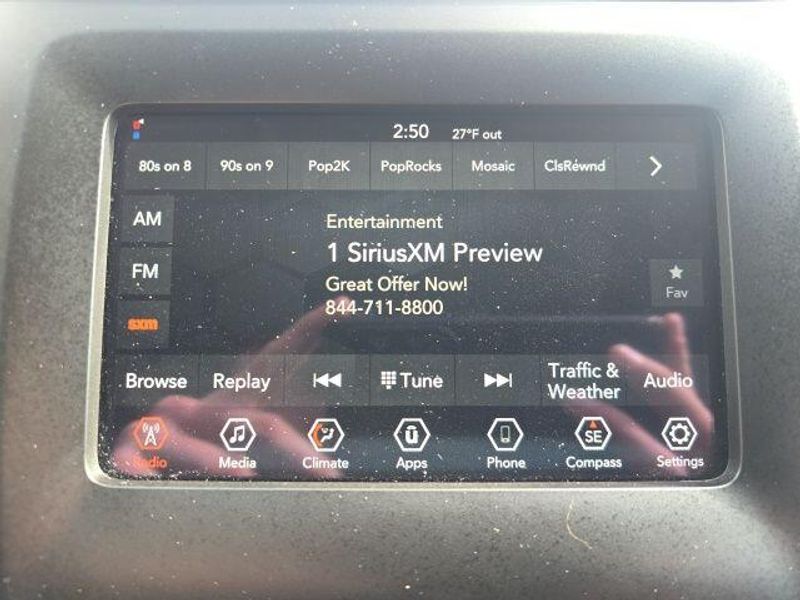 2:50 27°F out
80s on 8 90s on 9 Pop2K PopRocks Mosaic ClsRewnd
AM
FM
sxm
Entertainment
1 SiriusXM Preview
Great Offer Now!
844-711-8800
Fav
Browse Replay Tune Traffic & Weather Audio
Radio Media Climate Apps Phone SE Compass Settings